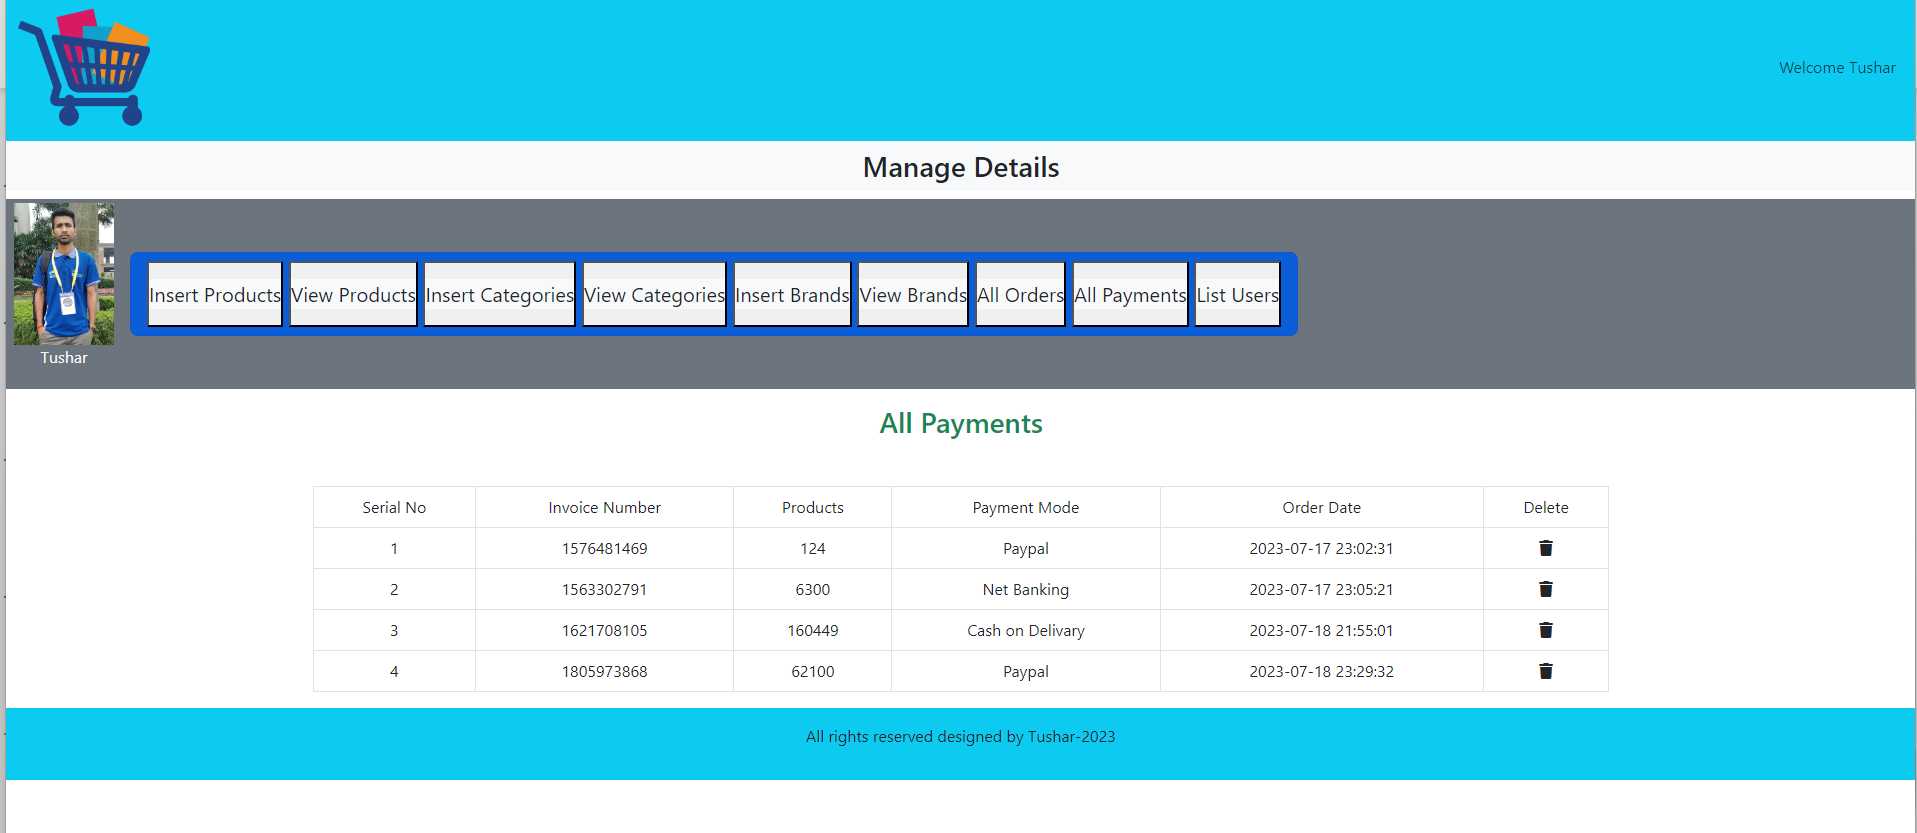 Welcome Tushar
Manage Details
Insert Products View Products Insert Categories View Categories Insert Brands View Brands All Orders All Payments List Users
Tushar
All Payments
Serial No Invoice Number Products Payment Mode Order Date Delete
1 1576481469 124 Paypal 2023-07-17 23:02:31
2 1563302791 6300 Net Banking 2023-07-17 23:05:21
3 1621708105 160449 Cash on Delivary 2023-07-18 21:55:01
4 1805973868 62100 Paypal 2023-07-18 23:29:32
All rights reserved designed by Tushar-2023